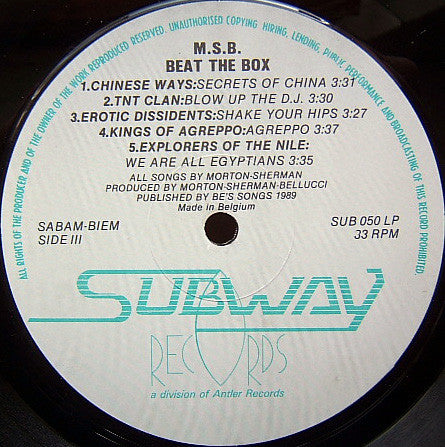 ALL RIGHTS OF THE PRODUCER AND OF THE OWNER OF THE WORK REPRODUCED RESERVED. UNAUTHORISED COPYING, HIRING, LENDING, PUBLIC PERFORMANCE AND BROADCASTING OF THIS RECORD PROHIBITED.
M.S.B.
BEAT THE BOX
1.CHINESE WAYS:SECRETS OF CHINA 3:31
2.TNT CLAN:BLOW UP THE D.J. 3:30
3.EROTIC DISSIDENTS:SHAKE YOUR HIPS 3:27
4.KINGS OF AGREPPO:AGREPPO 3:37
5.EXPLORERS OF THE NILE:
WE ARE ALL EGYPTIANS 3:35
ALL SONGS BY MORTON-SHERMAN
PRODUCED BY MORTON-SHERMAN-BELLUCCI
PUBLISHED BY BE'S SONGS 1989
Made in Belgium
SABAM-BIEM
SIDE III
SUB 050 LP
33 RPM
SUBWAY
RECORDS
a division of Antler Records